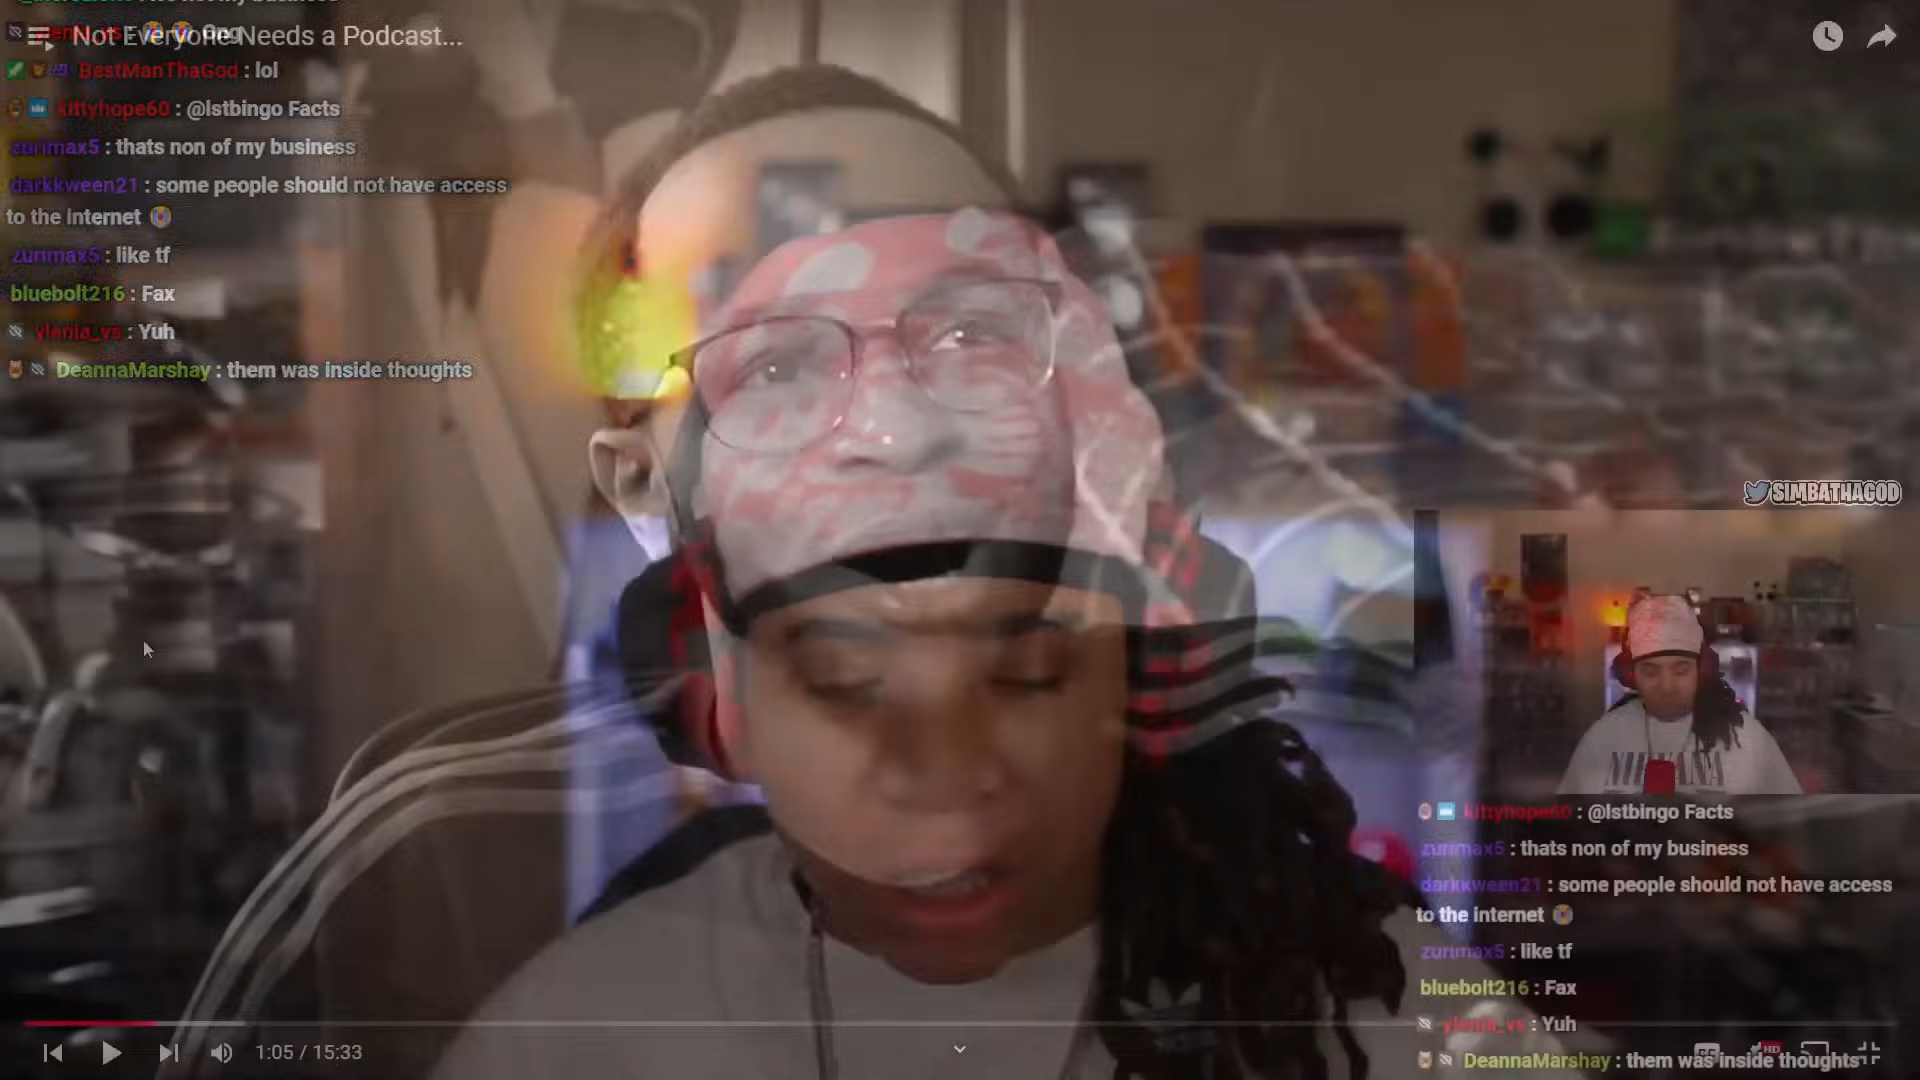 Not Everyone Needs a Podcast...
BestManThaGod : lol
kittyhope60 : @lstbingo Facts
zurimax5 : thats non of my business
darkkween21 : some people should not have access
to the internet
zurimax5 : like tf
bluebolt216 : Fax
ylenia_vs : Yuh
DeannaMarshay : them was inside thoughts
SIMBATHAGOD
NIRVANA
kittyhope60 : @lstbingo Facts
zurimax5 : thats non of my business
darkkween21 : some people should not have access
to the internet
zurimax5 : like tf
bluebolt216 : Fax
ylenia_vs : Yuh
DeannaMarshay : them was inside thoughts
1:05 / 15:33
HD